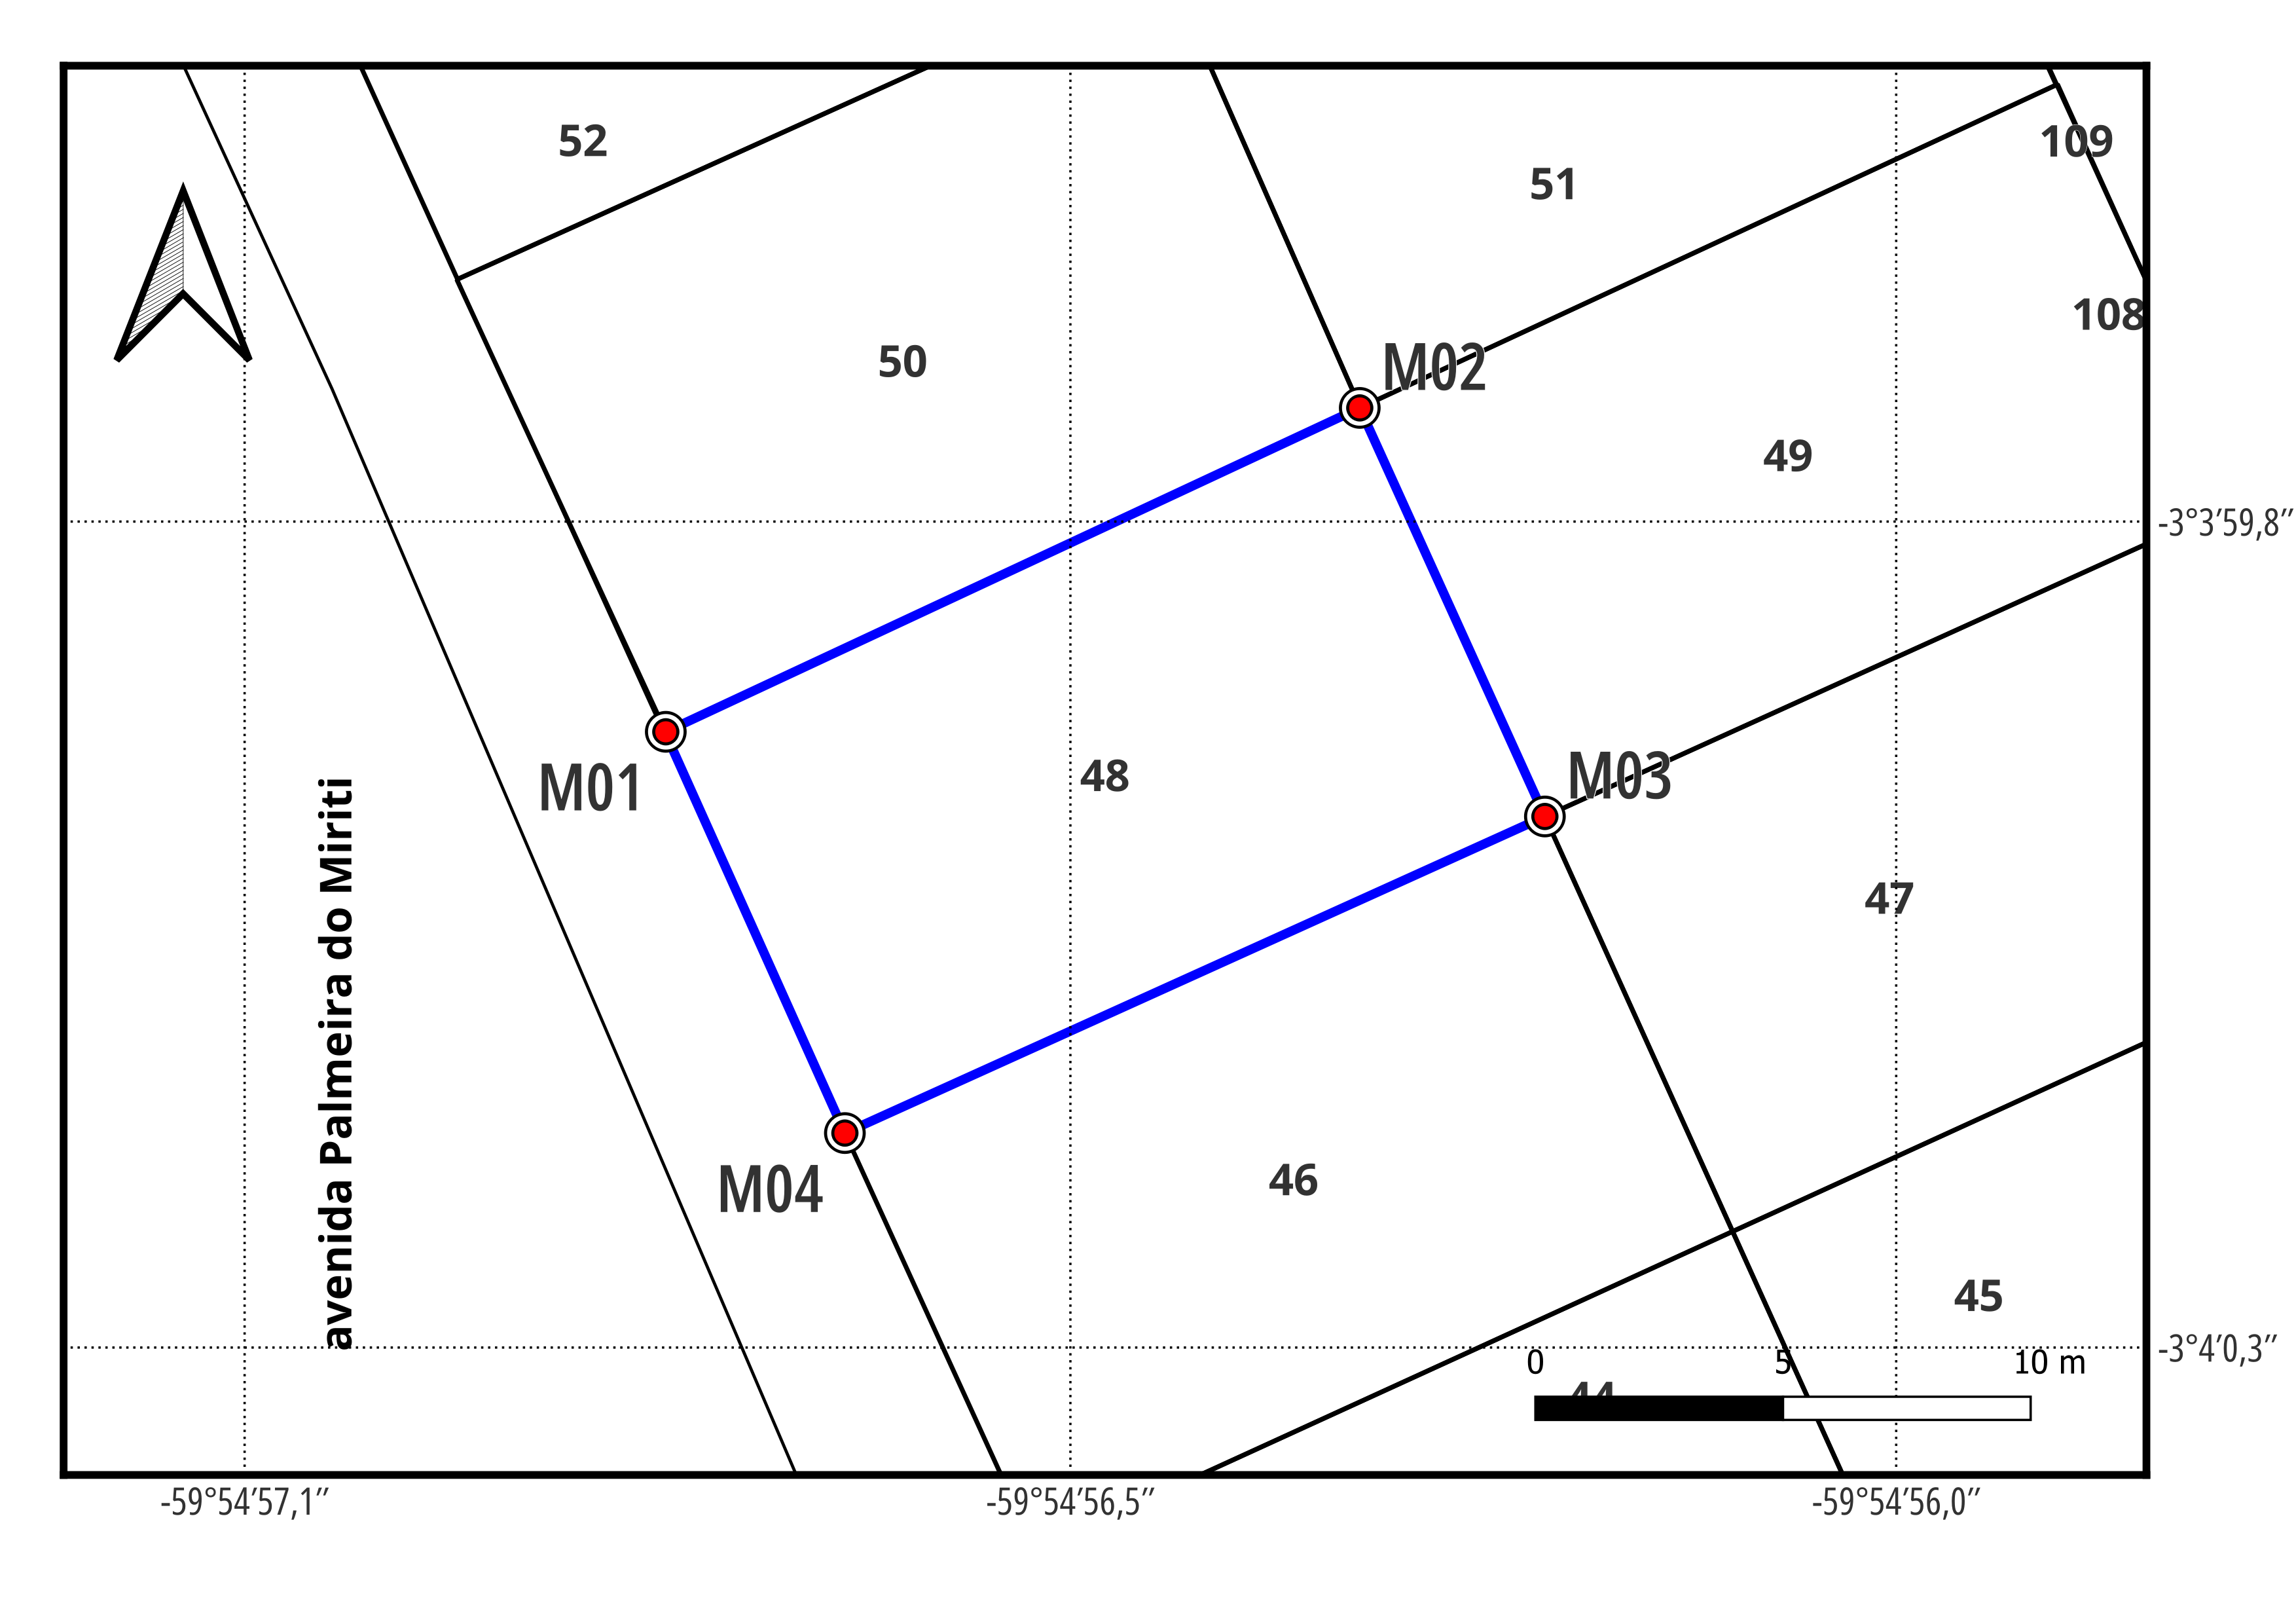 52
109
51
108
50
M02
49
-3°3′59,8″
M01
48
M03
avenida Palmeira do Miriti
47
M04
46
45
-3°4′0,3″
0 5 10 m
44
-59°54′57,1″ -59°54′56,5″ -59°54′56,0″